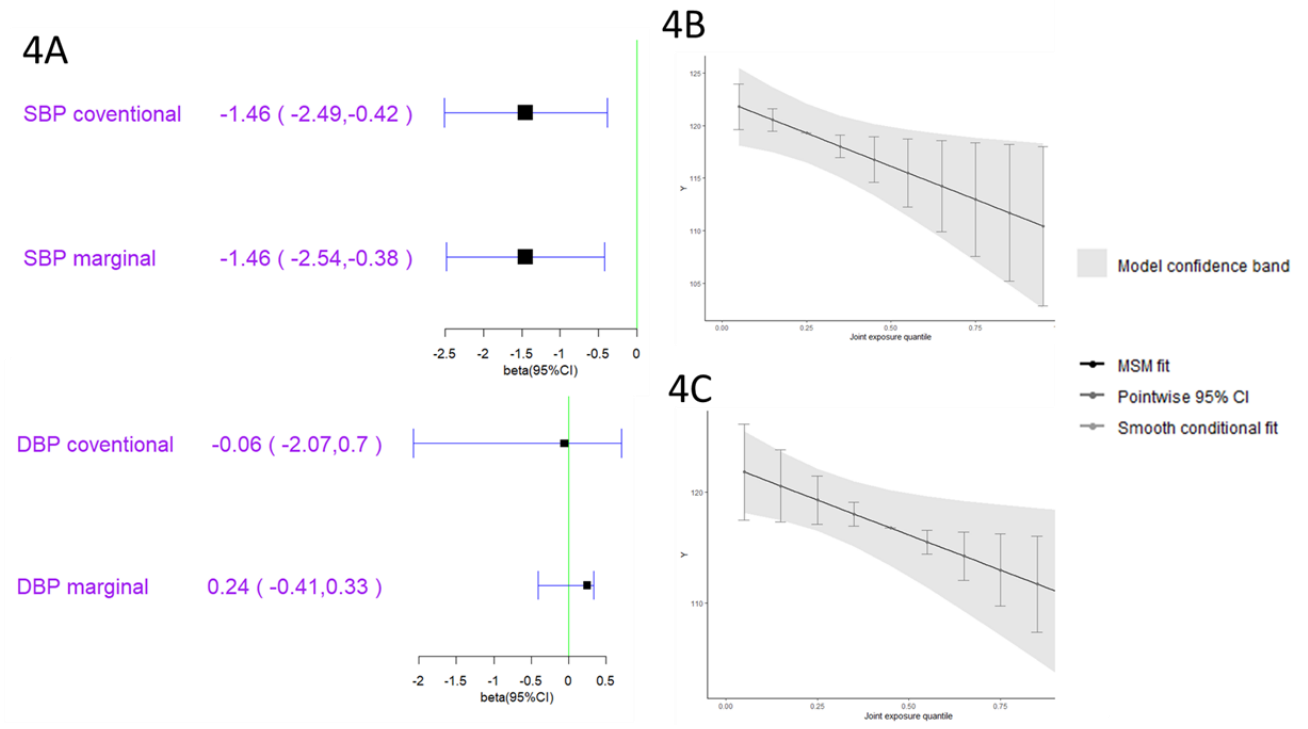 4A
SBP coventional -1.46 ( -2.49,-0.42 )
SBP marginal -1.46 ( -2.54,-0.38 )
-2.5 -2 -1.5 -1 -0.5 0
beta(95%CI)
DBP coventional -0.06 ( -2.07,0.7 )
DBP marginal 0.24 ( -0.41,0.33 )
-2 -1.5 -1 -0.5 0 0.5
beta(95%CI)
4B
125
120
115
110
105
Y
0.00 0.25 0.50 0.75
Joint exposure quantile
4C
120
110
Y
0.00 0.25 0.50 0.75
Joint exposure quantile
Model confidence band
MSM fit
Pointwise 95% CI
Smooth conditional fit